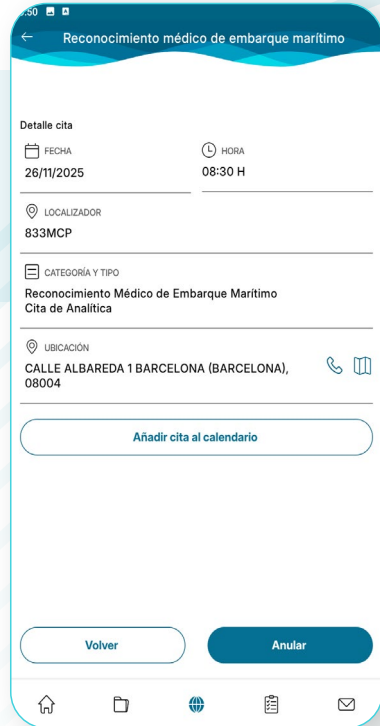 :50
Reconocimiento médico de embarque marítimo
Detalle cita
FECHA
26/11/2025
HORA
08:30 H
LOCALIZADOR
833MCP
CATEGORÍA Y TIPO
Reconocimiento Médico de Embarque Marítimo
Cita de Analítica
UBICACIÓN
CALLE ALBAREDA 1 BARCELONA (BARCELONA),
08004
Añadir cita al calendario
Volver
Anular